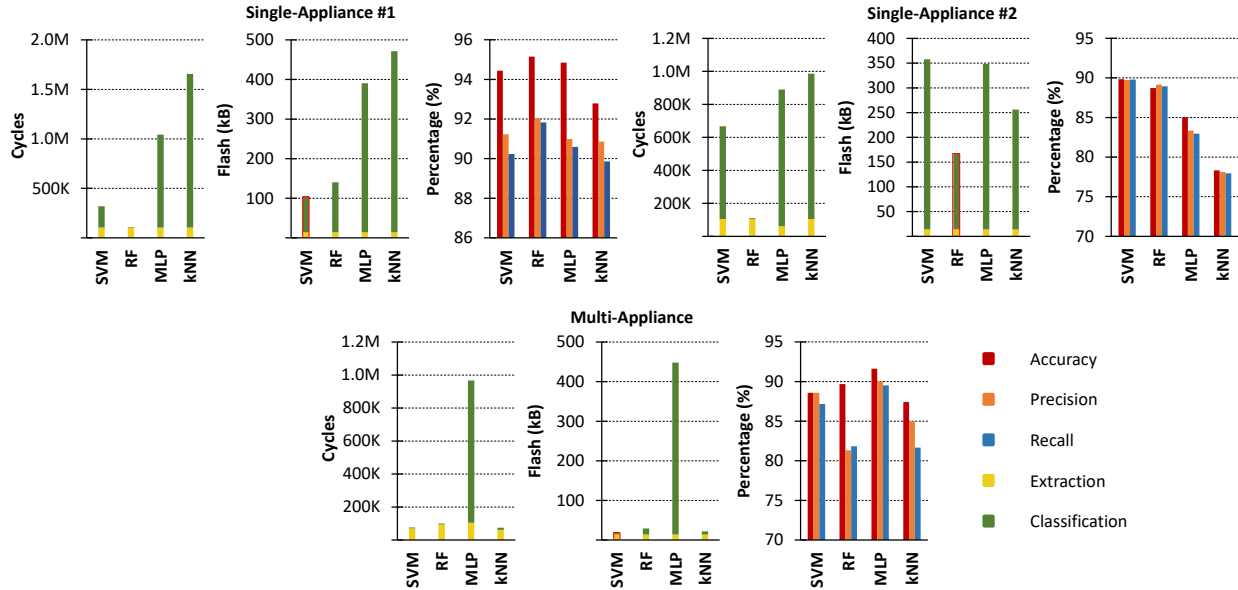 Single-Appliance #1
Single-Appliance #2
Cycles
2.0M
1.5M
1.0M
500K
SVM
RF
MLP
kNN
Flash (kB)
500
400
300
200
100
SVM
RF
MLP
kNN
Percentage (%)
96
94
92
90
88
86
SVM
RF
MLP
kNN
Cycles
1.2M
1.0M
800K
600K
400K
200K
SVM
RF
MLP
kNN
Flash (kB)
400
350
300
250
200
150
100
50
SVM
RF
MLP
kNN
Percentage (%)
95
90
85
80
75
70
SVM
RF
MLP
kNN
Multi-Appliance
Cycles
1.2M
1.0M
800K
600K
400K
200K
SVM
RF
MLP
kNN
Flash (kB)
500
400
300
200
100
SVM
RF
MLP
kNN
Percentage (%)
95
90
85
80
75
70
SVM
RF
MLP
kNN
Accuracy
Precision
Recall
Extraction
Classification